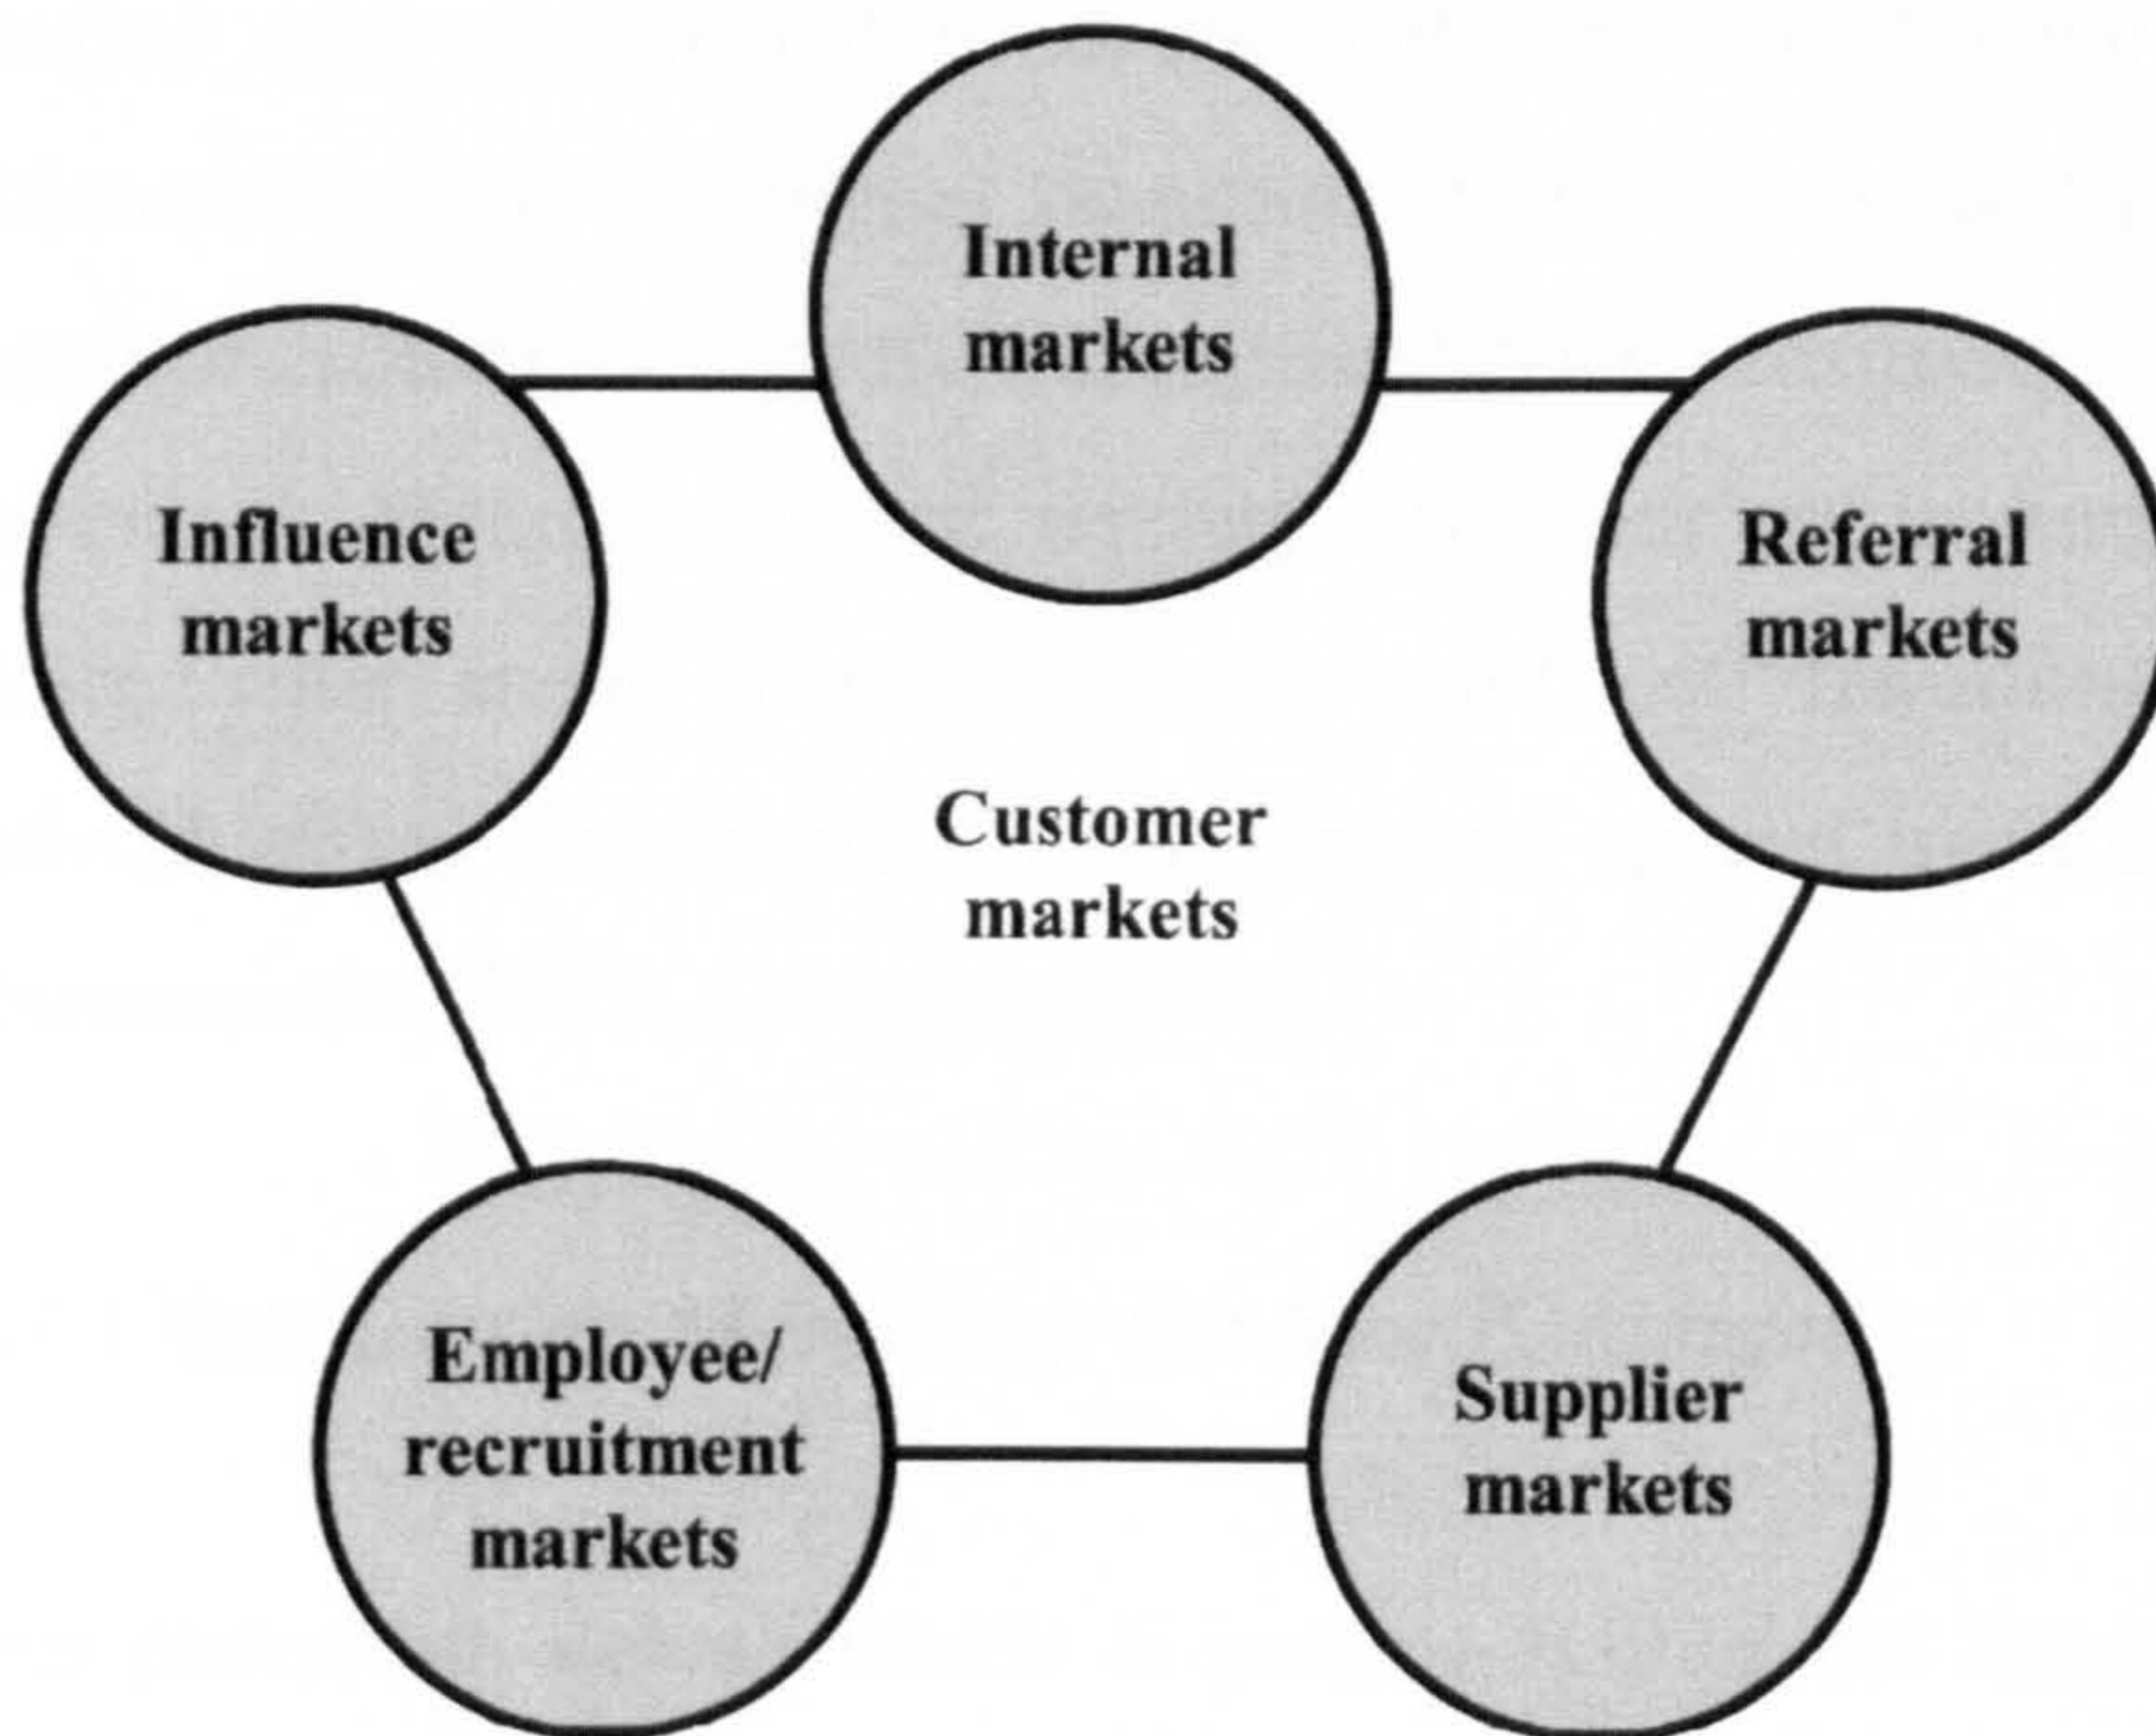 Internal
markets
Influence
markets
Referral
markets
Customer
markets
Employee/
recruitment
markets
Supplier
markets